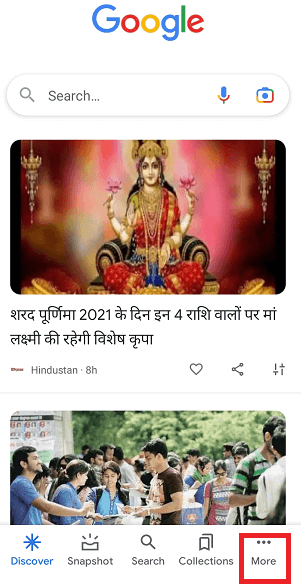 Google
Search...
शरद पूर्णिमा 2021 के दिन इन 4 राशि वालों पर मां
लक्ष्मी की रहेगी विशेष कृपा
Hindustan · 8h
Discover
Snapshot
Search
Collections
More